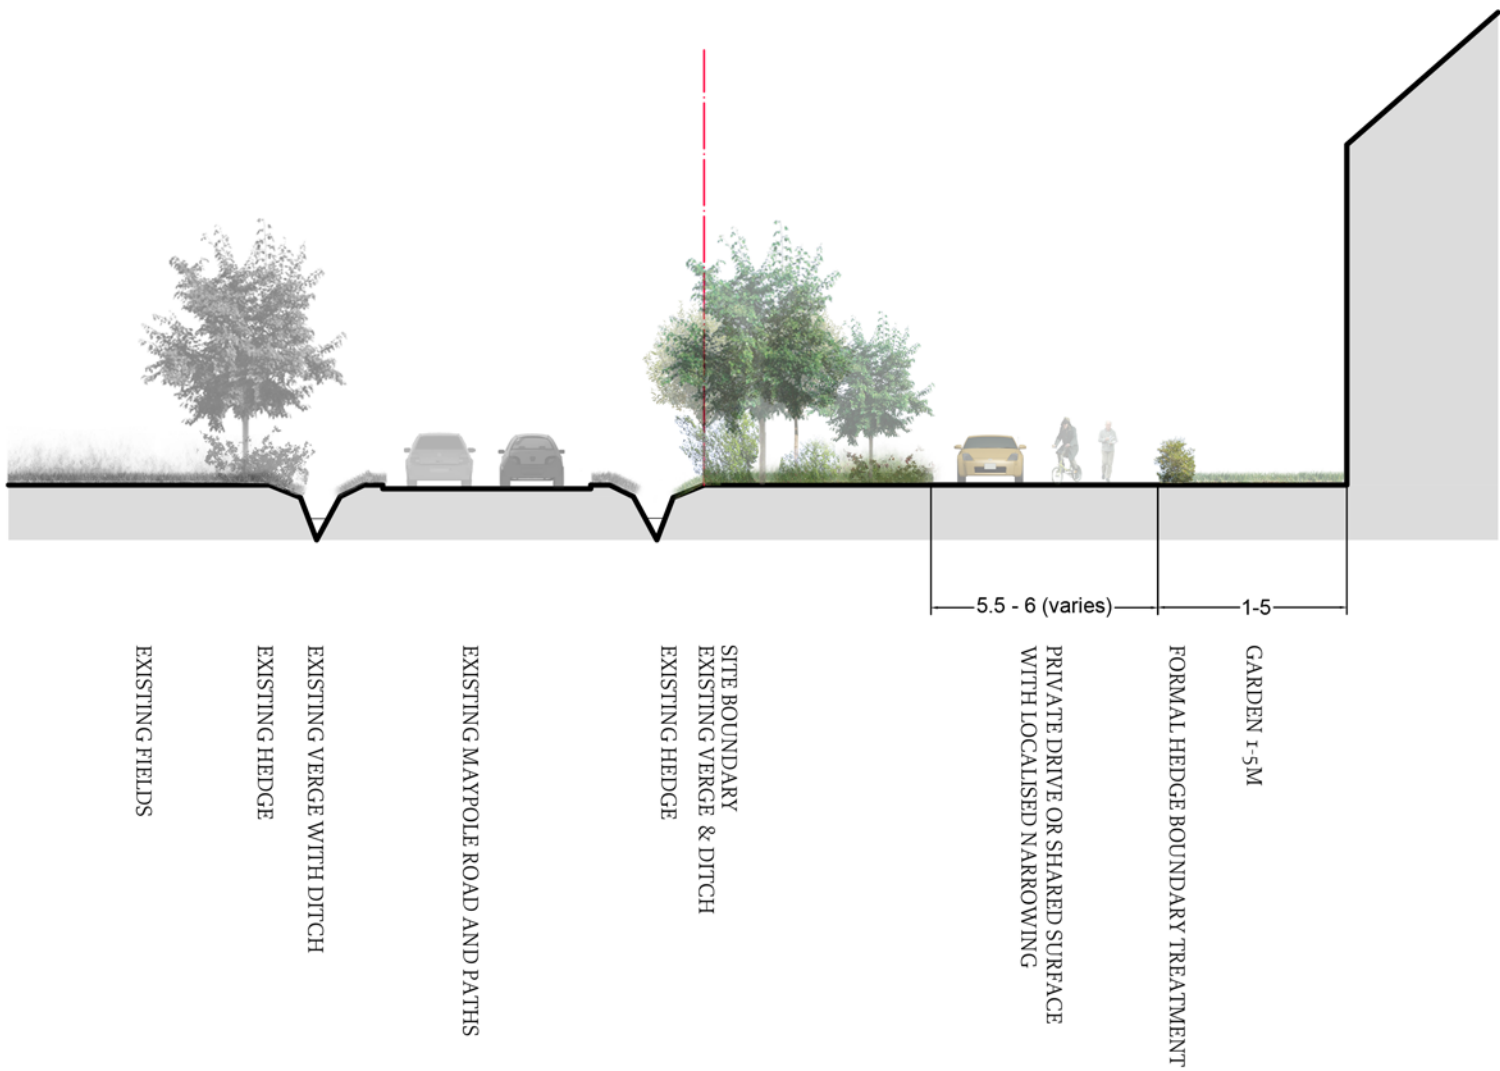 5.5 - 6 (varies)
1-5
EXISTING FIELDS
EXISTING HEDGE
EXISTING VERGE WITH DITCH
EXISTING MAYPOLE ROAD AND PATHS
EXISTING HEDGE
SITE BOUNDARY
EXISTING VERGE & DITCH
PRIVATE DRIVE OR SHARED SURFACE
WITH LOCALISED NARROWING
FORMAL HEDGE BOUNDARY TREATMENT
GARDEN 1-5M